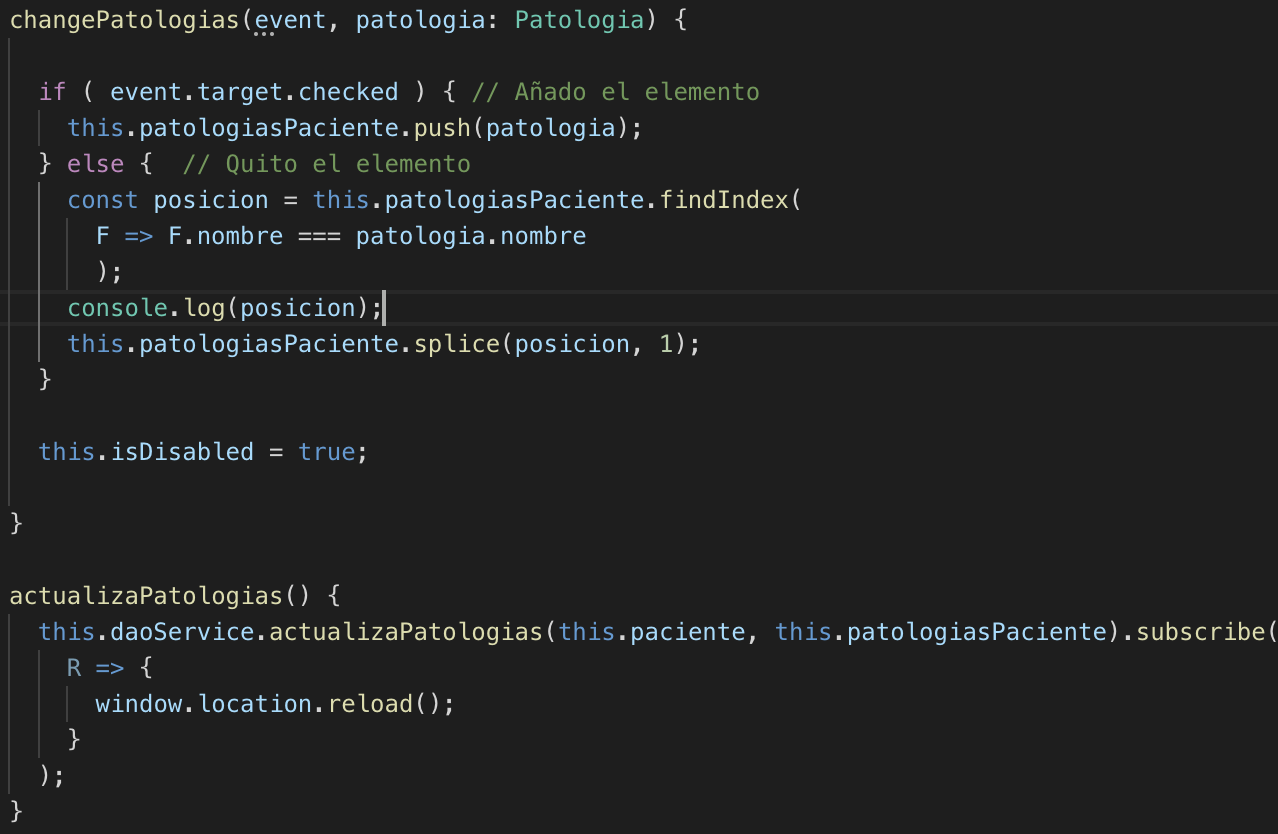 changePatologias(event, patologia: Patologia) {
if ( event.target.checked ) { // Añado el elemento
this.patologiasPaciente.push(patologia);
} else {  // Quito el elemento
const posicion = this.patologiasPaciente.findIndex(
F => F.nombre === patologia.nombre
);
console.log(posicion);
this.patologiasPaciente.splice(posicion, 1);
}
this.isDisabled = true;
}
actualizaPatologias() {
this.daoService.actualizaPatologias(this.paciente, this.patologiasPaciente).subscribe(
R => {
window.location.reload();
}
);
}